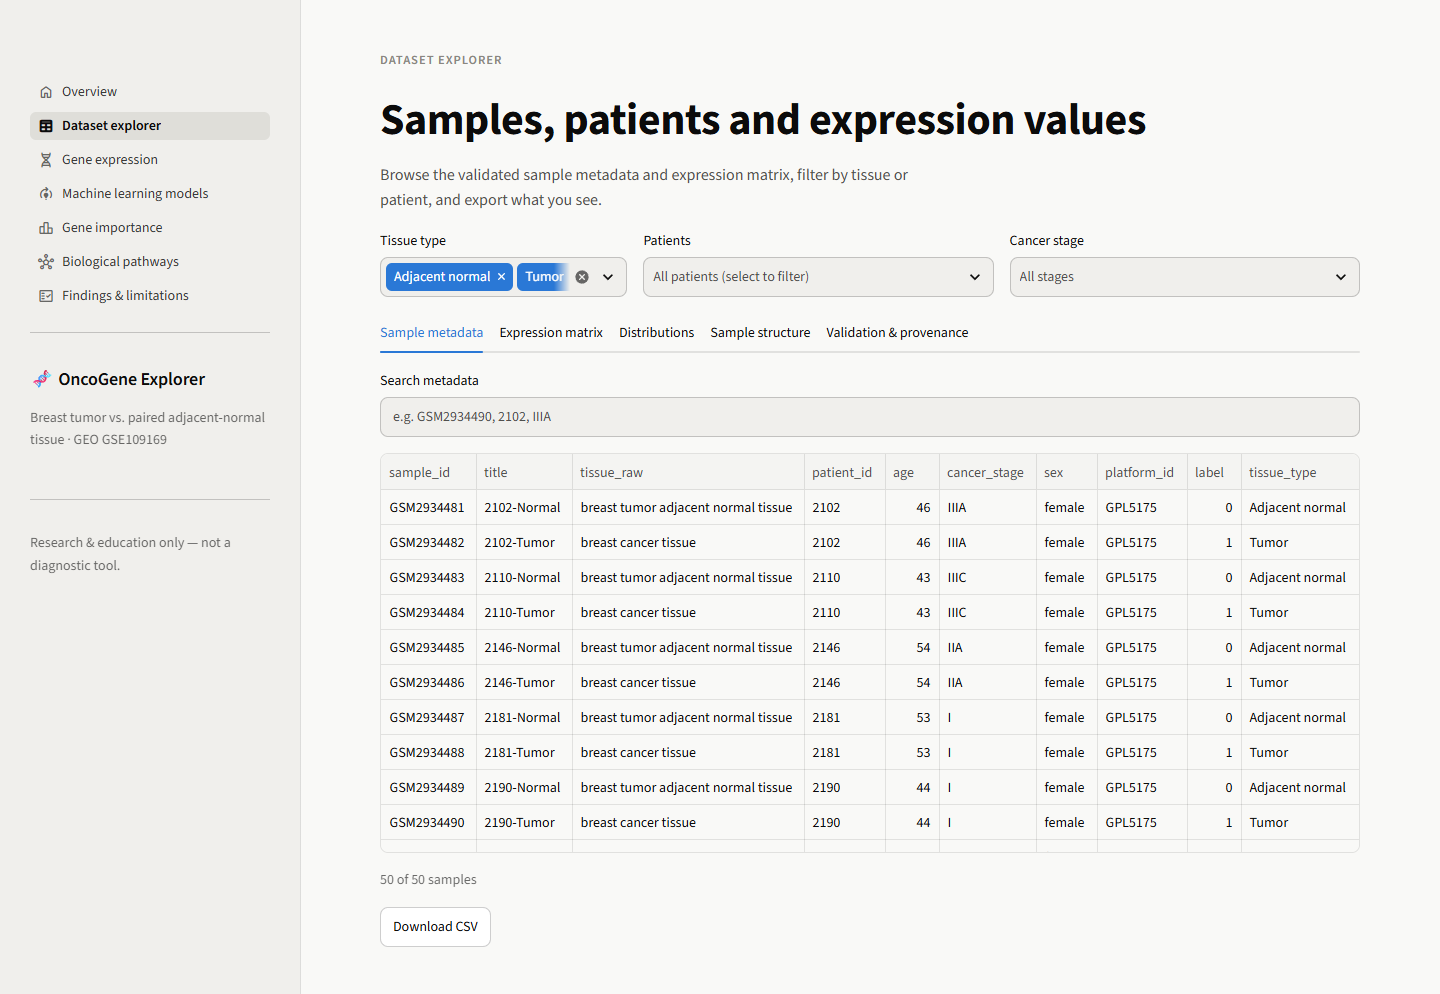 Overview
Dataset explorer
Gene expression
Machine learning models
Gene importance
Biological pathways
Findings & limitations
OncoGene Explorer
Breast tumor vs. paired adjacent-normal
tissue · GEO GSE109169
Research & education only — not a
diagnostic tool.
DATASET EXPLORER
Samples, patients and expression values
Browse the validated sample metadata and expression matrix, filter by tissue or
patient, and export what you see.
Tissue type Patients Cancer stage
Adjacent normal Tumor All patients (select to filter) All stages
Sample metadata Expression matrix Distributions Sample structure Validation & provenance
Search metadata
e.g. GSM2934490, 2102, IIIA
sample_id title tissue_raw patient_id age cancer_stage sex platform_id label tissue_type
GSM2934481 2102-Normal breast tumor adjacent normal tissue 2102 46 IIIA female GPL5175 0 Adjacent normal
GSM2934482 2102-Tumor breast cancer tissue 2102 46 IIIA female GPL5175 1 Tumor
GSM2934483 2110-Normal breast tumor adjacent normal tissue 2110 43 IIIC female GPL5175 0 Adjacent normal
GSM2934484 2110-Tumor breast cancer tissue 2110 43 IIIC female GPL5175 1 Tumor
GSM2934485 2146-Normal breast tumor adjacent normal tissue 2146 54 IIA female GPL5175 0 Adjacent normal
GSM2934486 2146-Tumor breast cancer tissue 2146 54 IIA female GPL5175 1 Tumor
GSM2934487 2181-Normal breast tumor adjacent normal tissue 2181 53 I female GPL5175 0 Adjacent normal
GSM2934488 2181-Tumor breast cancer tissue 2181 53 I female GPL5175 1 Tumor
GSM2934489 2190-Normal breast tumor adjacent normal tissue 2190 44 I female GPL5175 0 Adjacent normal
GSM2934490 2190-Tumor breast cancer tissue 2190 44 I female GPL5175 1 Tumor
50 of 50 samples
Download CSV